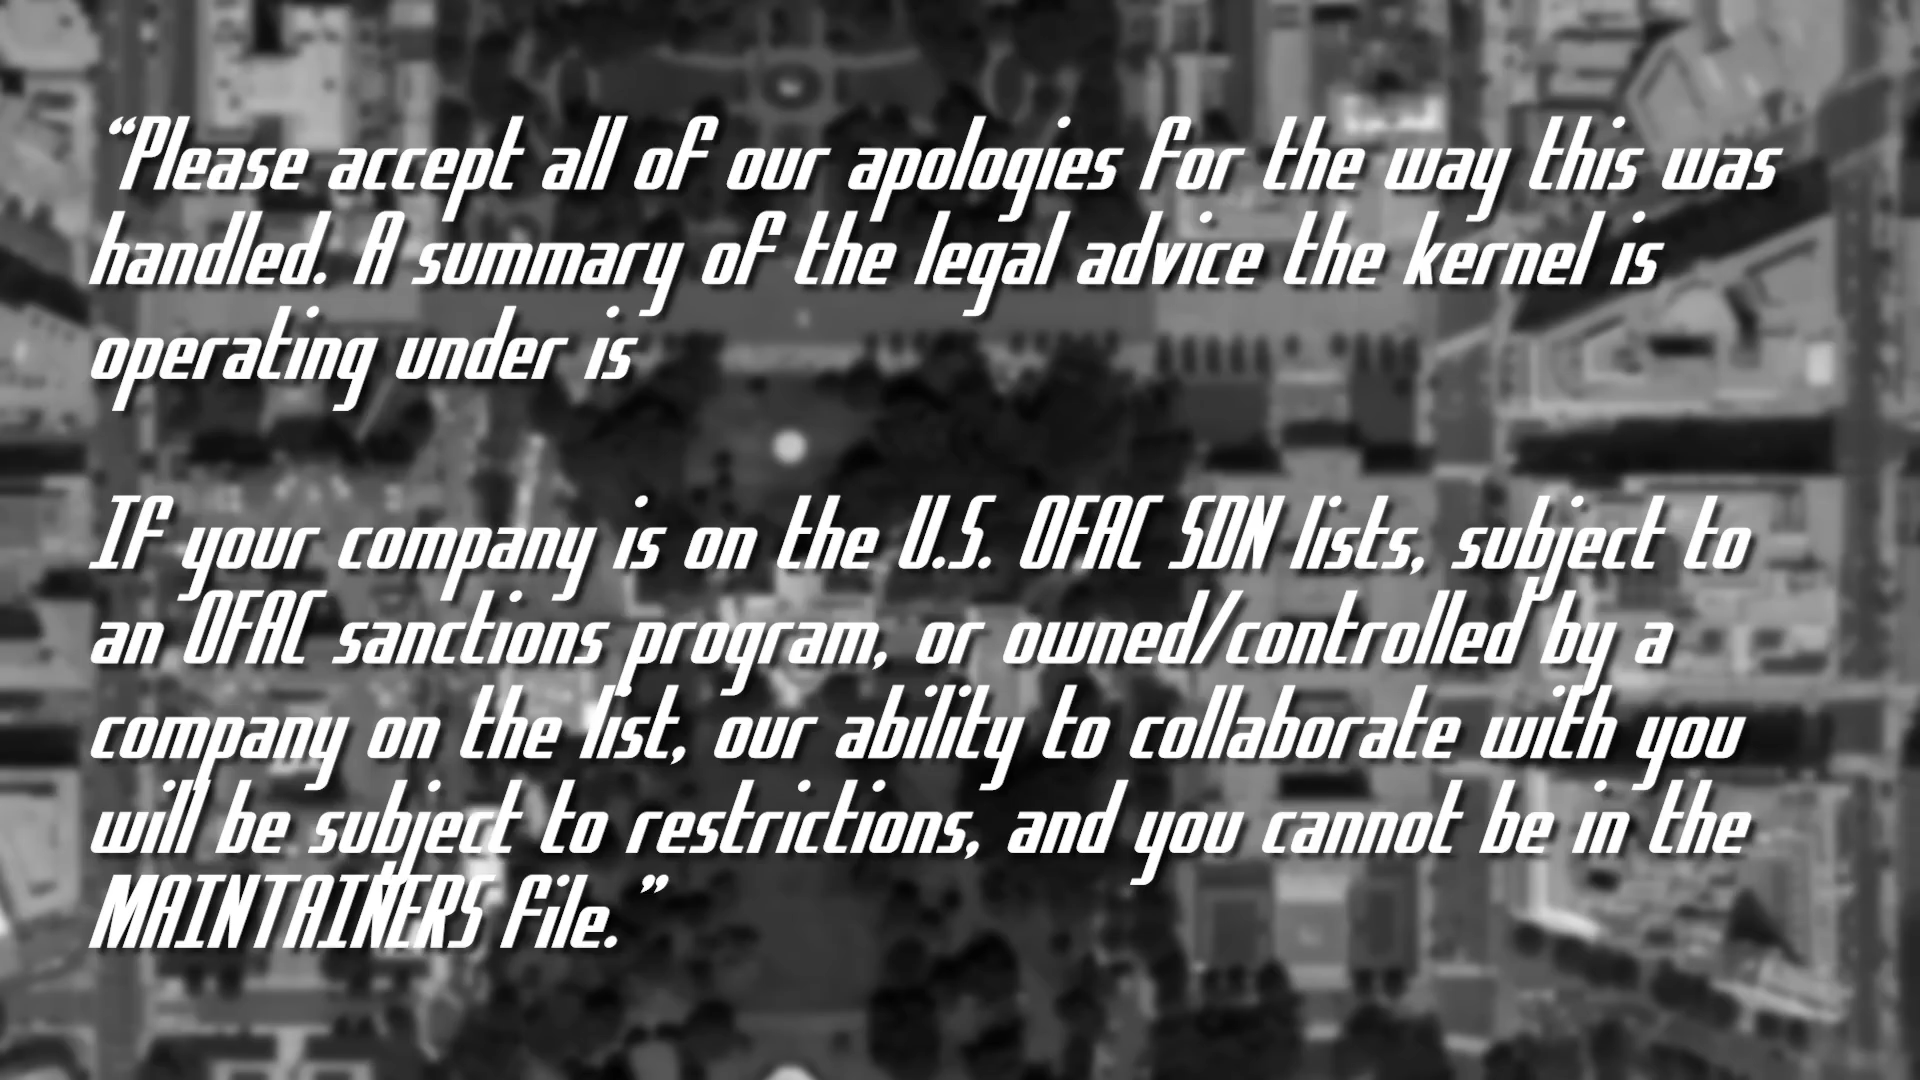 “Please accept all of our apologies for the way this was
handled. A summary of the legal advice the kernel is
operating under is
If your company is on the U.S. OFAC SDN lists, subject to
an OFAC sanctions program, or owned/controlled by a
company on the list, our ability to collaborate with you
will be subject to restrictions, and you cannot be in the
MAINTAINERS file.”